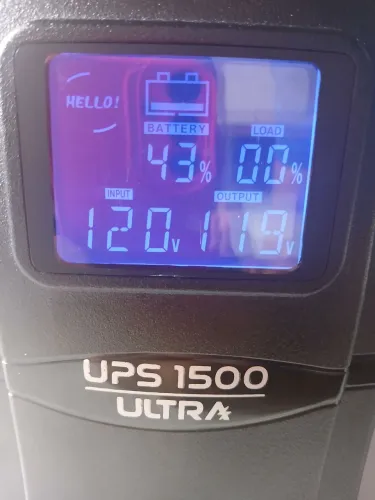 HELLO!
BATTERY LOAD
43% 00%
INPUT OUTPUT
120V 119V
UPS 1500
ULTRA